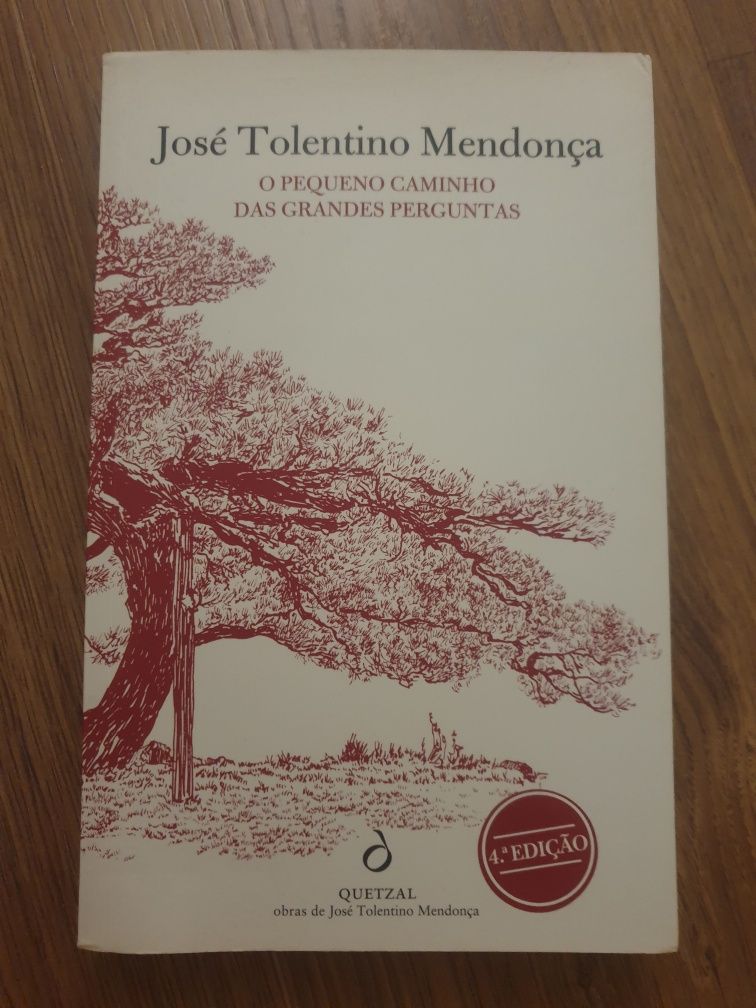 José Tolentino Mendonça
O PEQUENO CAMINHO
DAS GRANDES PERGUNTAS
4.ª EDIÇÃO
QUETZAL
obras de José Tolentino Mendonça